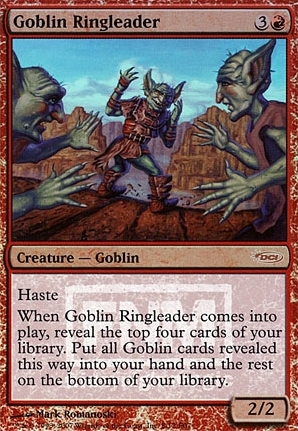 Goblin Ringleader 3
Creature — Goblin
DCI
FNM
Haste
When Goblin Ringleader comes into
play, reveal the top four cards of your
library. Put all Goblin cards revealed
this way into your hand and the rest
on the bottom of your library.
Mark Romanoski
2/2